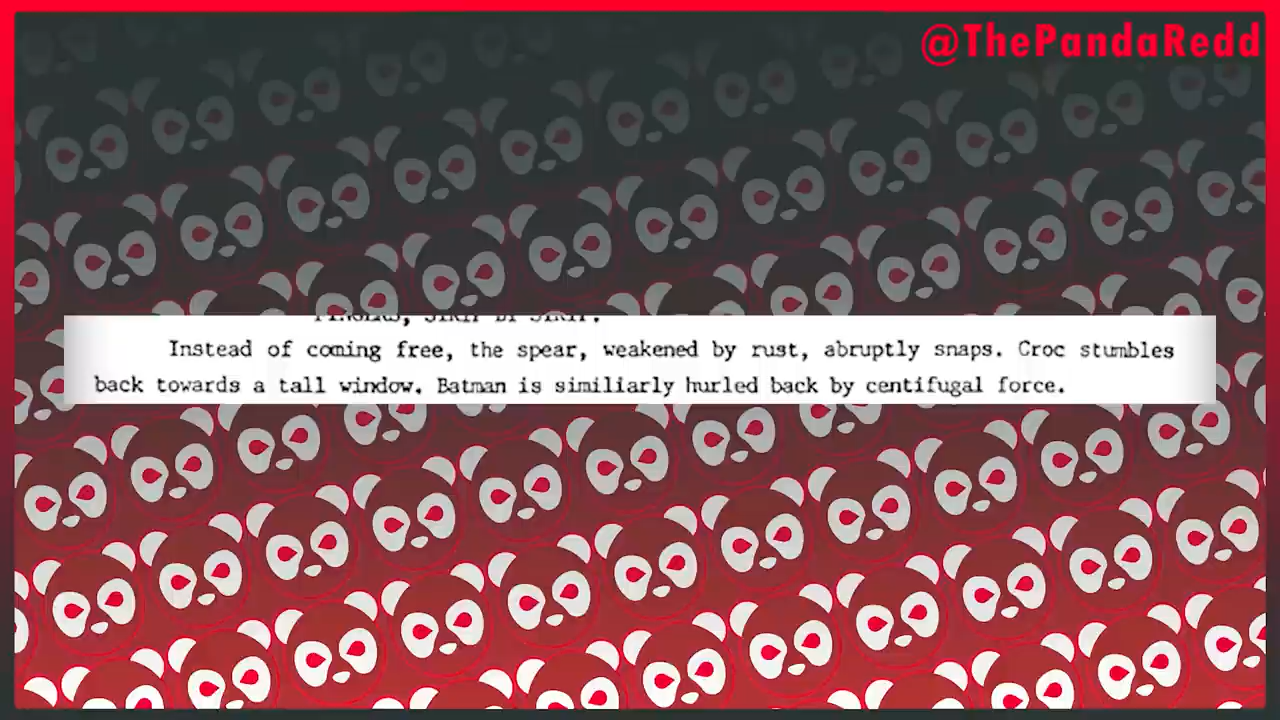 @ThePandaRedd
Instead of coming free, the spear, weakened by rust, abruptly snaps. Croc stumbles
back towards a tall window. Batman is similiarly hurled back by centifugal force.